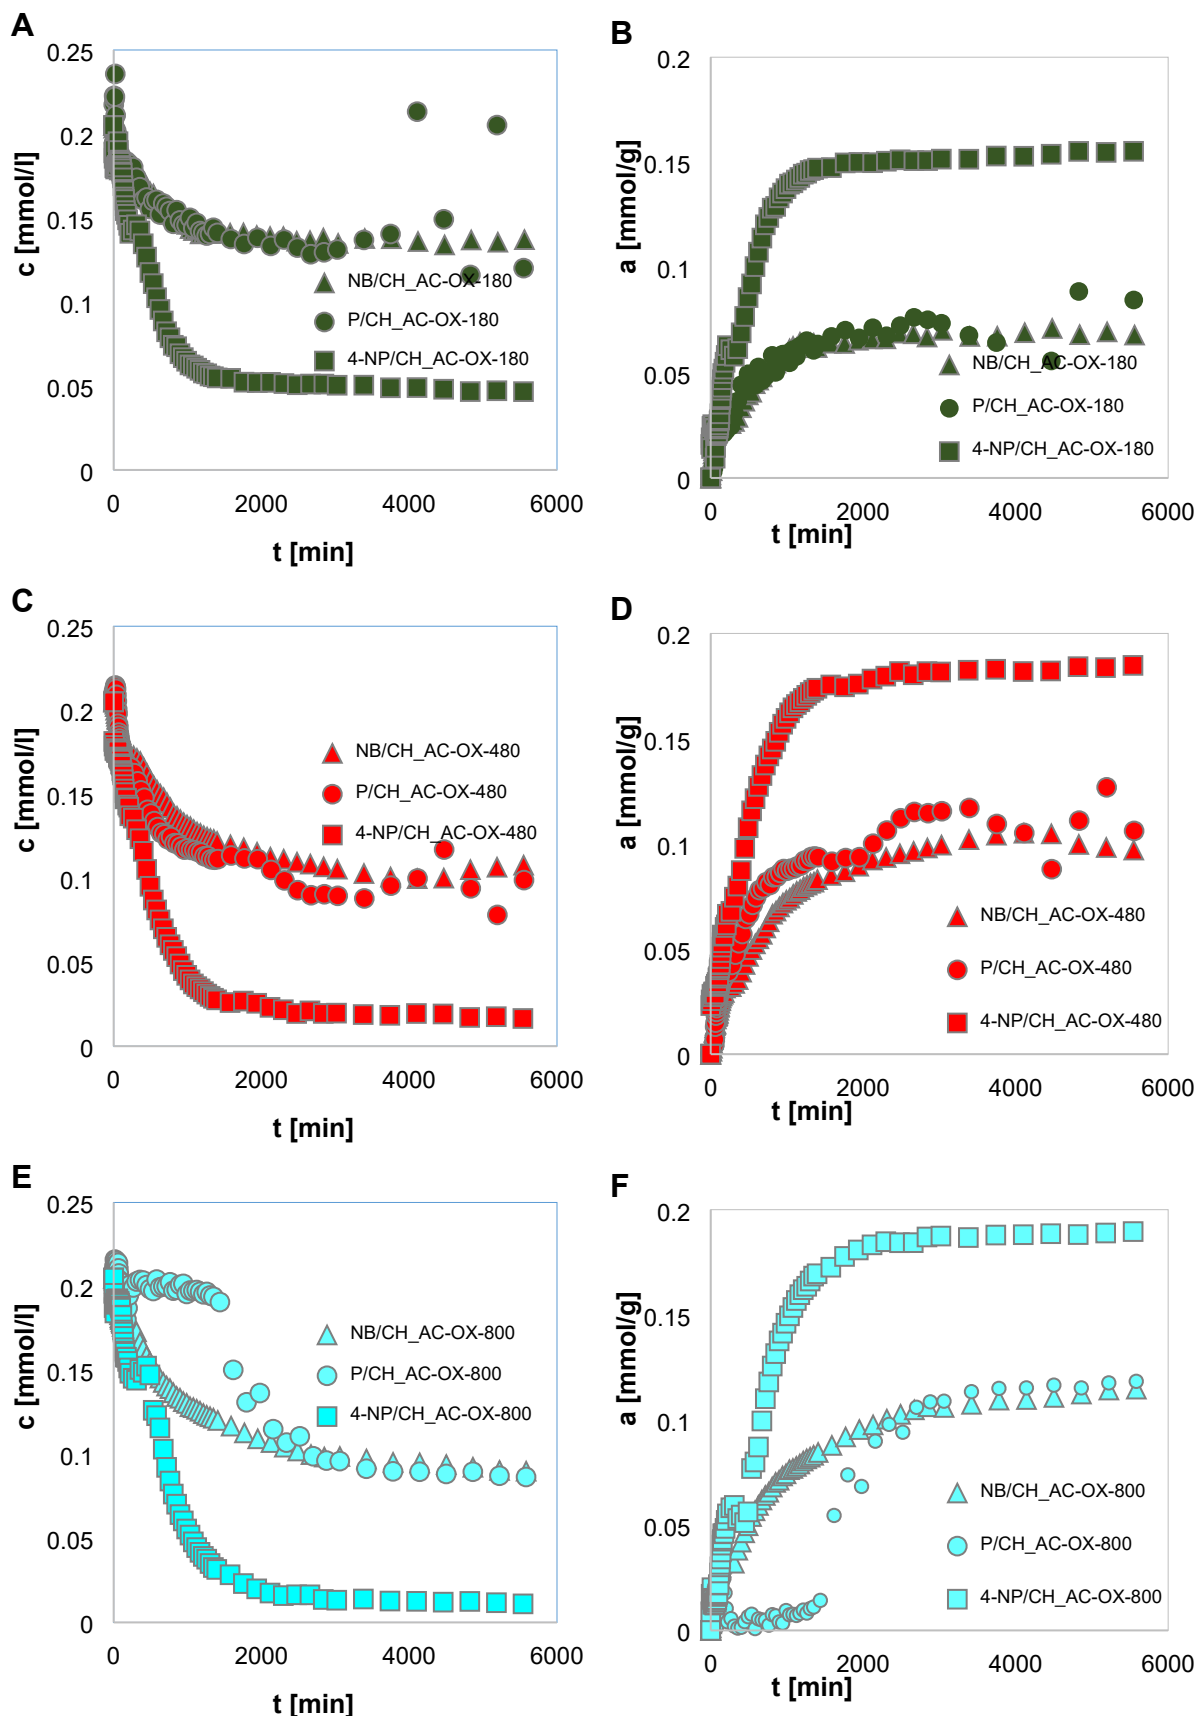 A
0.25
0.2
0.15
0.1
0.05
0
c [mmol/l]
NB/CH_AC-OX-180
P/CH_AC-OX-180
4-NP/CH_AC-OX-180
0 2000 4000 6000
t [min]
B
0.2
0.15
0.1
0.05
0
a [mmol/g]
NB/CH_AC-OX-180
P/CH_AC-OX-180
4-NP/CH_AC-OX-180
0 2000 4000 6000
t [min]
C
0.25
0.2
0.15
0.1
0.05
0
c [mmol/l]
NB/CH_AC-OX-480
P/CH_AC-OX-480
4-NP/CH_AC-OX-480
0 2000 4000 6000
t [min]
D
0.2
0.15
0.1
0.05
0
a [mmol/g]
NB/CH_AC-OX-480
P/CH_AC-OX-480
4-NP/CH_AC-OX-480
0 2000 4000 6000
t [min]
E
0.25
0.2
0.15
0.1
0.05
0
c [mmol/l]
NB/CH_AC-OX-800
P/CH_AC-OX-800
4-NP/CH_AC-OX-800
0 2000 4000 6000
t [min]
F
0.2
0.15
0.1
0.05
0
a [mmol/g]
NB/CH_AC-OX-800
P/CH_AC-OX-800
4-NP/CH_AC-OX-800
0 2000 4000 6000
t [min]